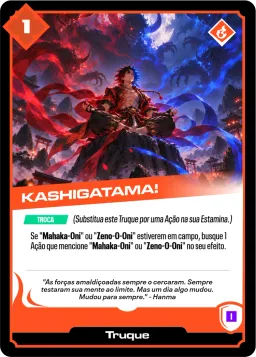 1
KASHIGATAMA!
TROCA (Substitua este Truque por uma Ação na sua Estamina.)
Se "Mahaka-Oni" ou "Zeno-O-Oni" estiverem em campo, busque 1
Ação que mencione "Mahaka-Oni" ou "Zeno-O-Oni" no seu efeito.
"As forças amaldiçoadas sempre o cercaram. Sempre
testaram sua mente ao limite. Mas um dia algo mudou.
Mudou para sempre." - Hanma
I
Truque